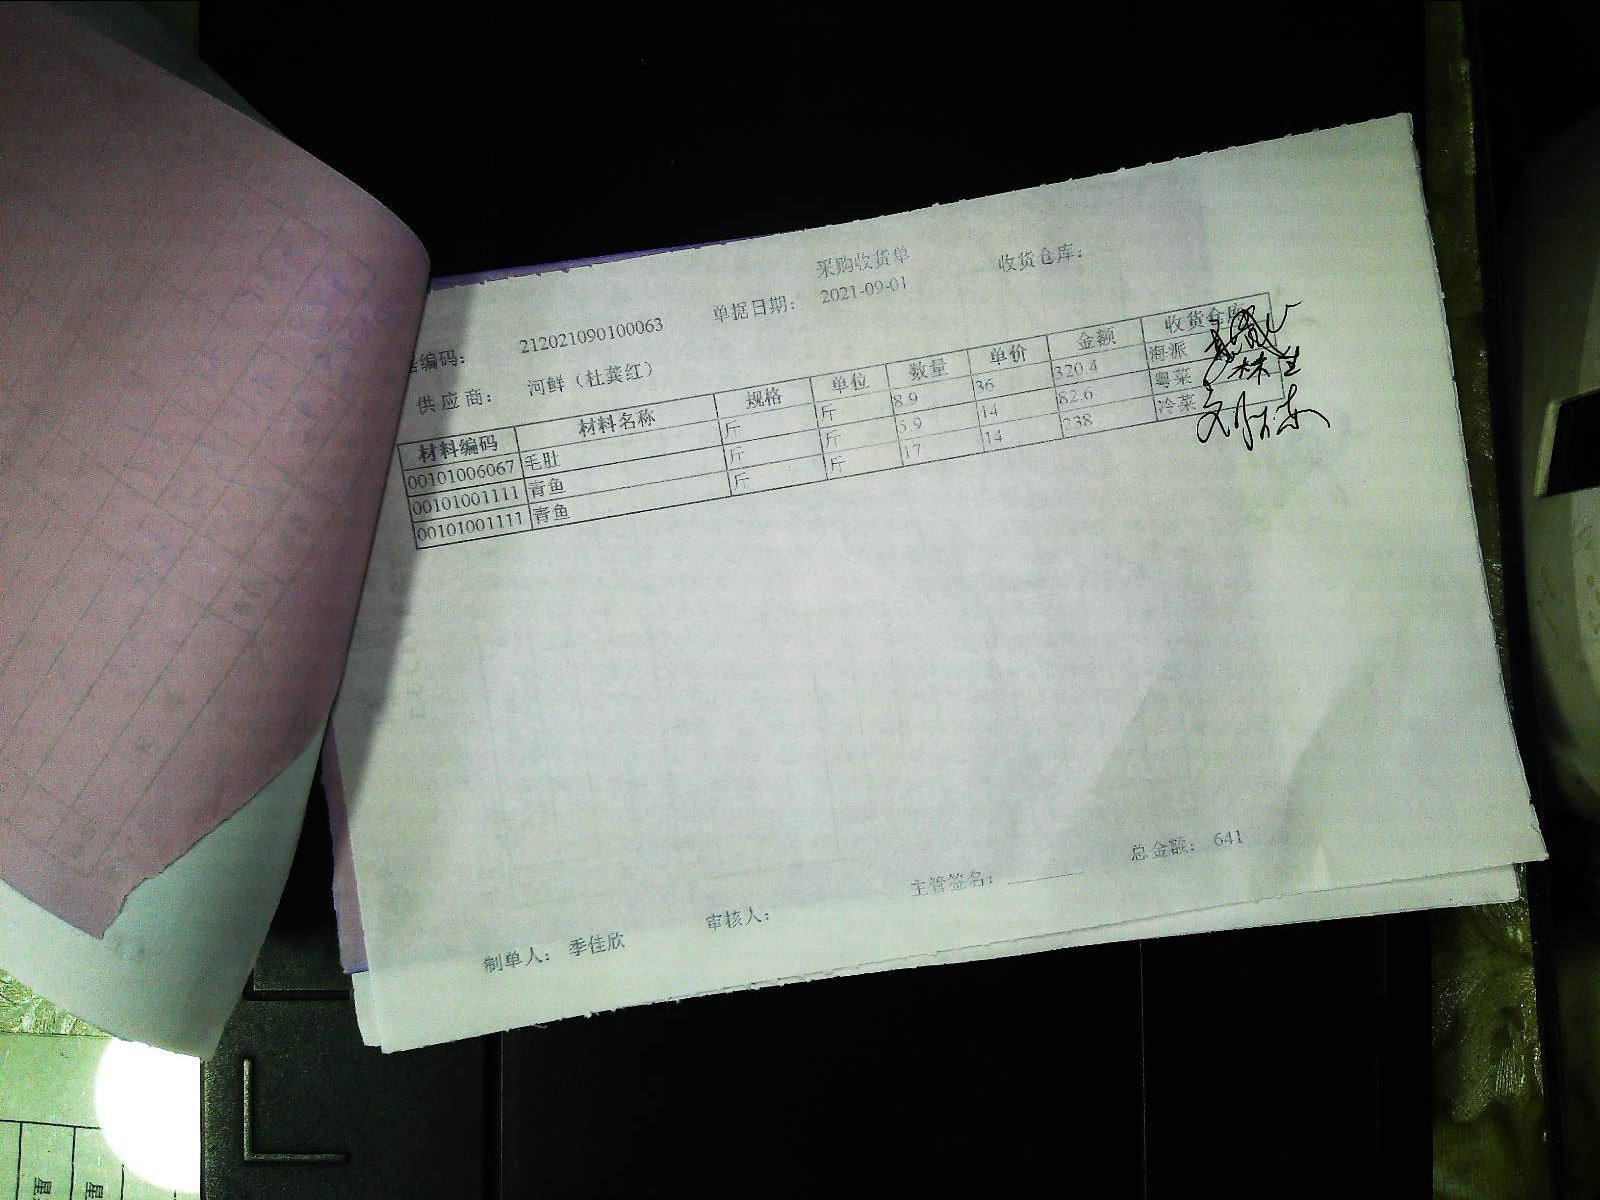 采购收货单
编码： 212021090100063 单据日期： 2021-09-01 收货仓库：
供应商： 河鲜（杜龚红）
材料编码 材料名称 规格 单位 数量 单价 金额 收货仓库
00101006067 毛肚 斤 斤 8.9 36 320.4 海派
00101001111 青鱼 斤 斤 5.9 14 82.6 粤菜
00101001111 青鱼 斤 斤 17 14 238 冷菜
制单人： 季佳欣 审核人： 主管签名： 总金额： 641